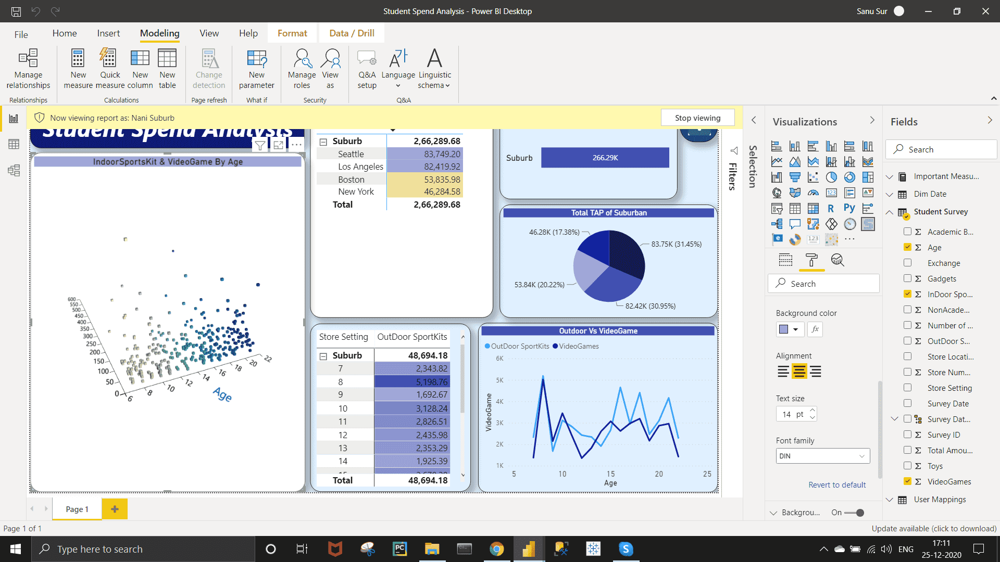 Student Spend Analysis - Power BI Desktop
Sanu Sur
File
Home
Insert
Modeling
View
Help
Format
Data / Drill
Manage relationships
New measure
Quick measure
New column
New table
Change detection
New parameter
Manage roles
View as
Q&A setup
Language
Linguistic schema
Relationships
Calculations
Page refresh
What if
Security
Q&A
Now viewing report as: Nani Suburb
Stop viewing
Student Spend Analysis
IndoorSportsKit & VideoGame By Age
600
550
500
450
400
350
300
250
200
150
100
50
0
6
8
10
12
14
16
18
20
22
Age
Suburb 2,66,289.68
Seattle 83,749.20
Los Angeles 82,419.92
Boston 53,835.98
New York 46,284.58
Total 2,66,289.68
Suburb 266.29K
Total TAP of Suburban
46.28K (17.38%)
83.75K (31.45%)
53.84K (20.22%)
82.42K (30.95%)
Store Setting OutDoor SportKits
Suburb 48,694.18
7 2,343.82
8 5,198.76
9 1,692.67
10 3,128.24
11 2,826.51
12 2,435.98
13 2,353.29
14 1,925.39
Total 48,694.18
Outdoor Vs VideoGame
OutDoor SportKits VideoGames
6K
5K
4K
3K
2K
1K
VideoGame
5 10 15 20 25
Age
Filters
Selection
Visualizations
R
Py
123
123
Search
Background color
fx
Alignment
Text size
14 pt
Font family
DIN
Revert to default
Backgrou... On
Fields
Search
Important Measu...
Dim Date
Student Survey
Academic B...
Age
Exchange
Gadgets
InDoor Spo...
NonAcade...
Number of ...
OutDoor S...
Store Locati...
Store Num...
Store Setting
Survey Date
Survey Dat...
Survey ID
Total Amou...
Toys
VideoGames
User Mappings
Page 1
Page 1 of 1
Update available (click to download)
Type here to search
PC
ENG
17:11
25-12-2020